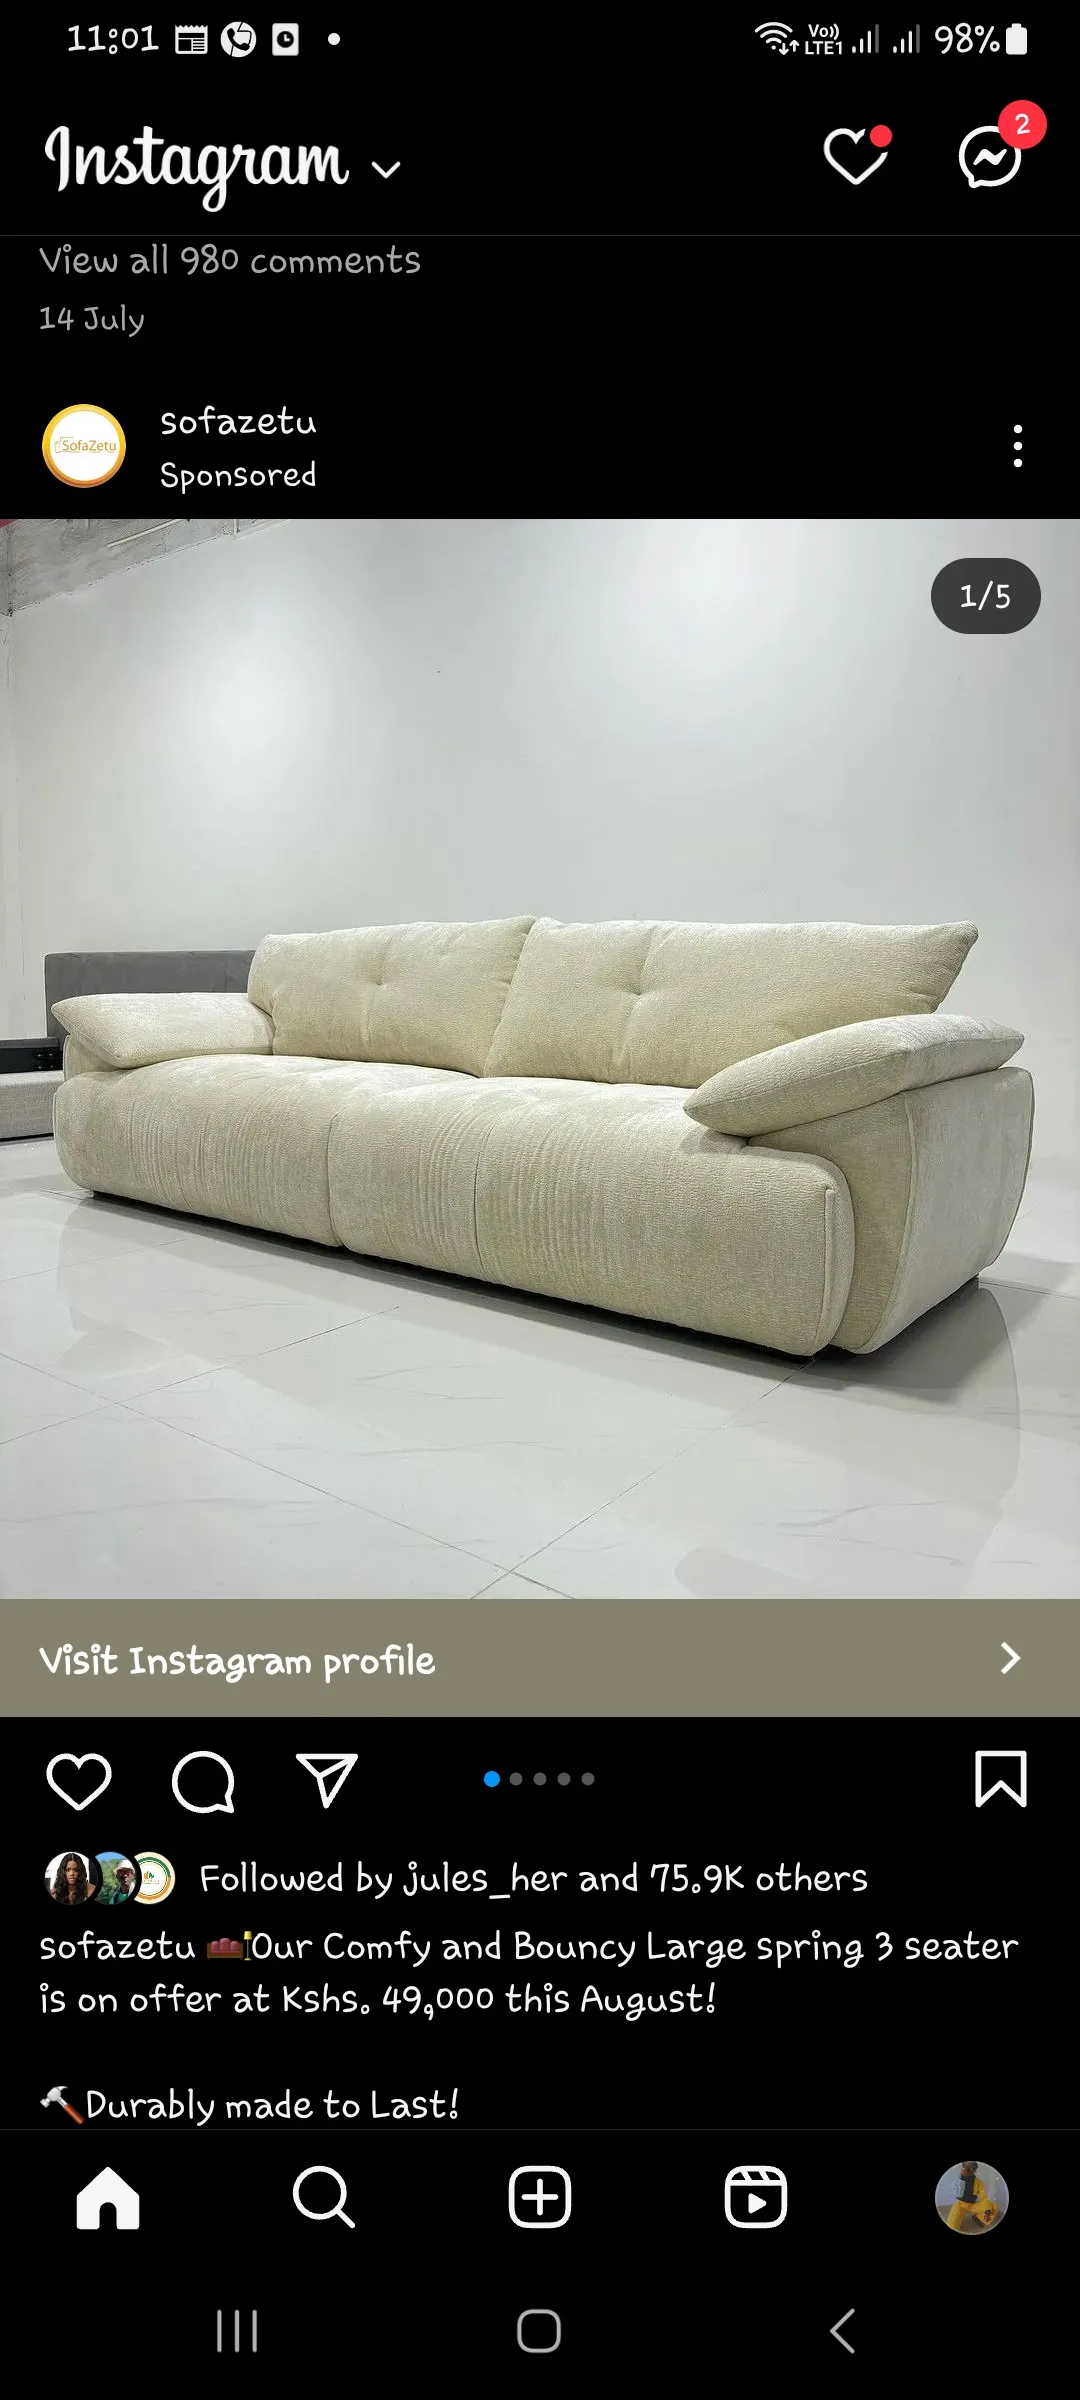 11:01
Vo))
LTE1
98%
Instagram
2
View all 980 comments
14 July
SofaZetu
sofazetu
Sponsored
1/5
Visit Instagram profile
Followed by jules_her and 75.9K others
sofazetu 🛋️Our Comfy and Bouncy Large spring 3 seater
is on offer at Kshs. 49,000 this August!
🔨Durably made to Last!